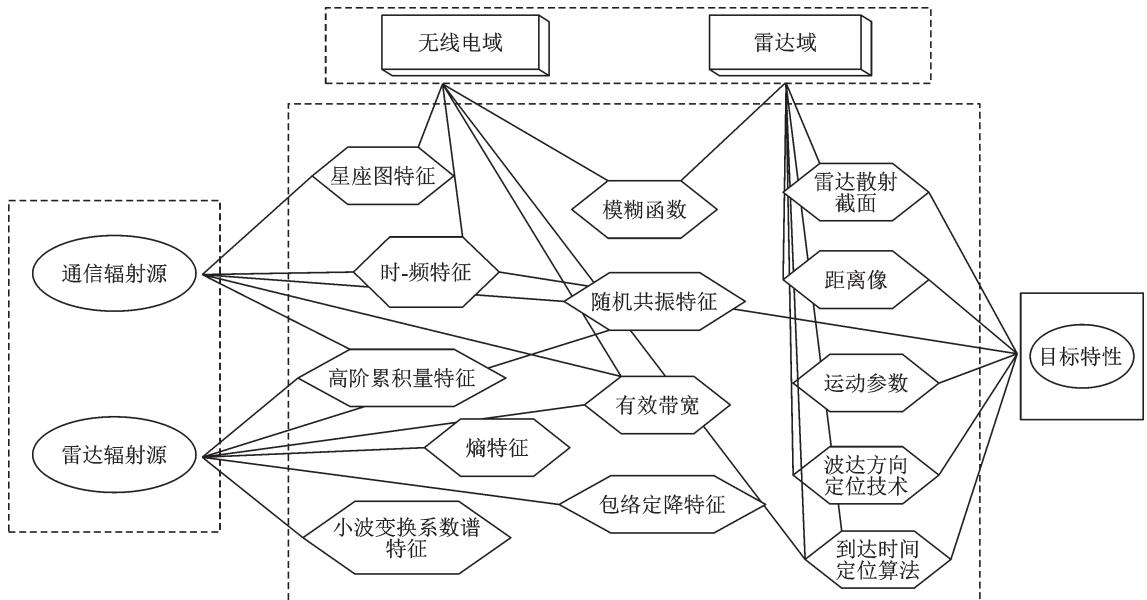 无线电域
雷达域
星座图特征
模糊函数
雷达散射
截面
通信辐射源
时-频特征
随机共振特征
距离像
目标特性
高阶累积量特征
有效带宽
运动参数
雷达辐射源
熵特征
波达方向
定位技术
包络定降特征
小波变换系数谱
特征
到达时间
定位算法